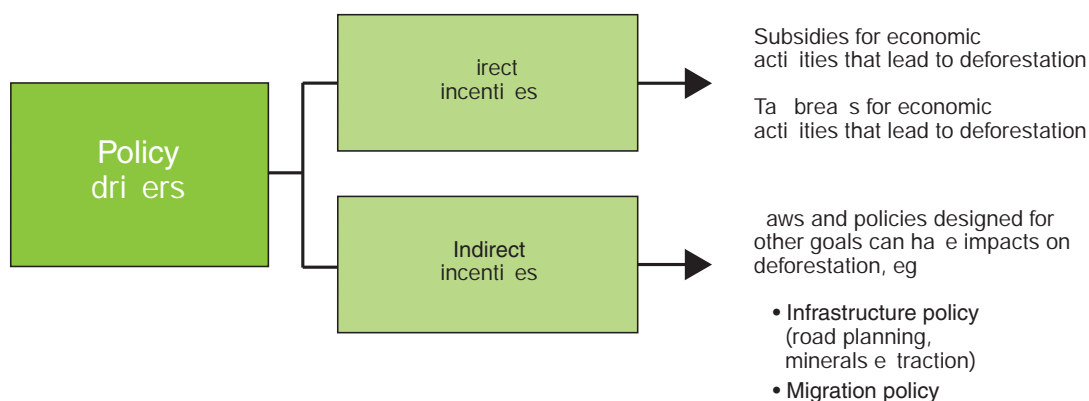 Policy
dri ers
irect
incenti es
Subsidies for economic
acti ities that lead to deforestation
Ta brea s for economic
acti ities that lead to deforestation
Indirect
incenti es
aws and policies designed for
other goals can ha e impacts on
deforestation, eg
• Infrastructure policy
(road planning,
minerals e traction)
• Migration policy